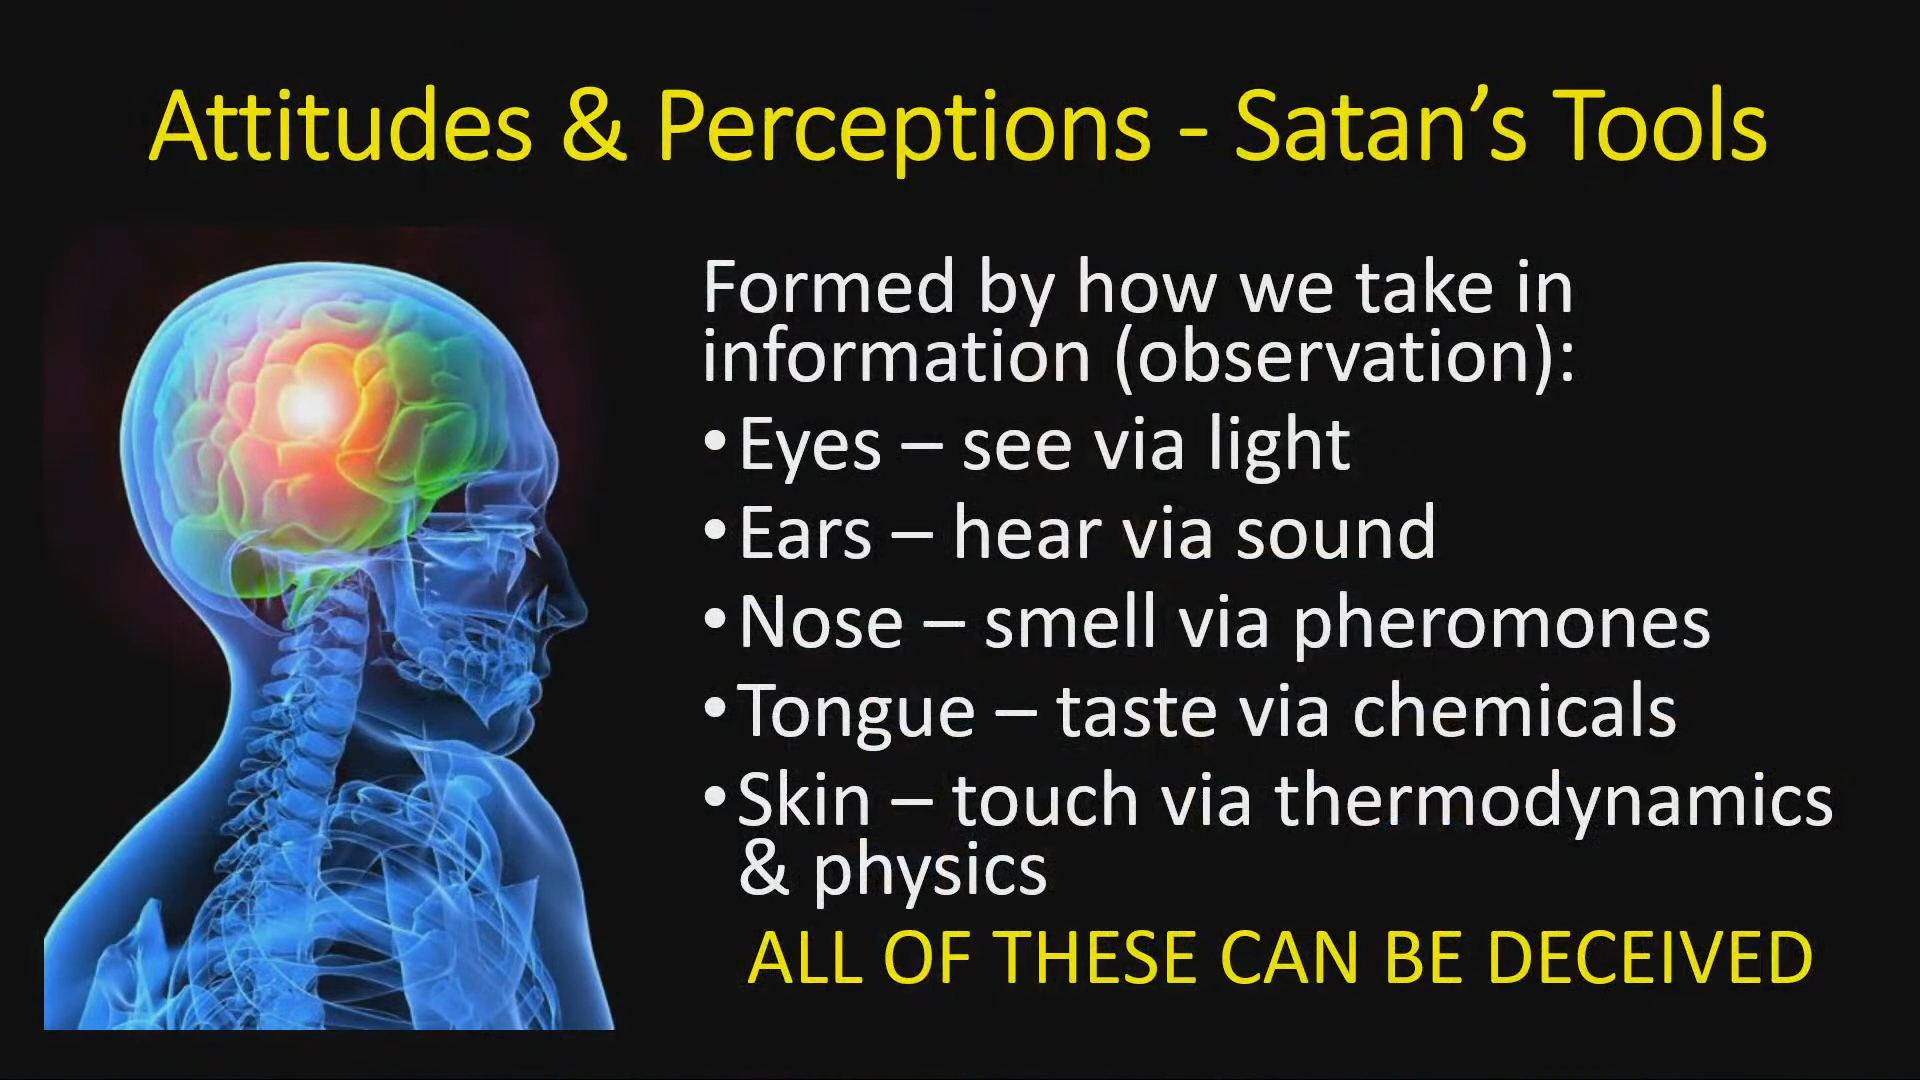 Attitudes & Perceptions - Satan’s Tools
Formed by how we take in
information (observation):
•Eyes – see via light
•Ears – hear via sound
•Nose – smell via pheromones
•Tongue – taste via chemicals
•Skin – touch via thermodynamics
& physics
ALL OF THESE CAN BE DECEIVED